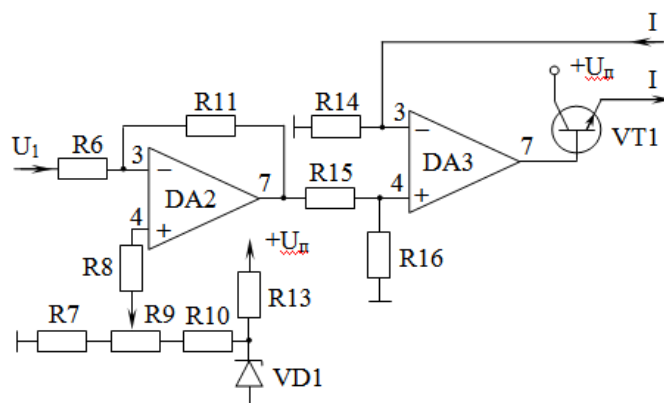 I
+Uп
R11
R14
I
U1
R6
3
−
3
−
VT1
DA2
7
R15
DA3
7
4
+
4
+
R8
+Uп
R16
R13
R7
R9
R10
VD1